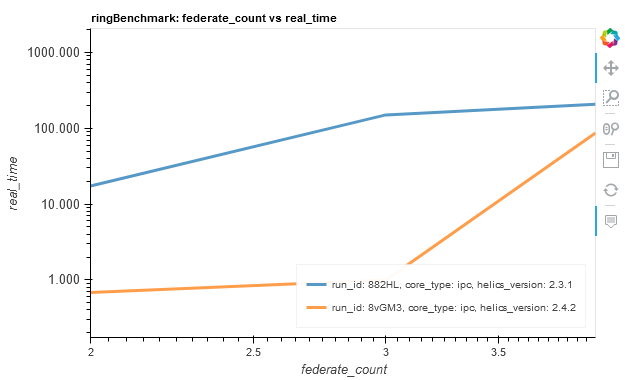 ringBenchmark: federate_count vs real_time
1000.000
100.000
10.000
1.000
real_time
run_id: 882HL, core_type: ipc, helics_version: 2.3.1
run_id: 8vGM3, core_type: ipc, helics_version: 2.4.2
2
2.5
3
3.5
federate_count